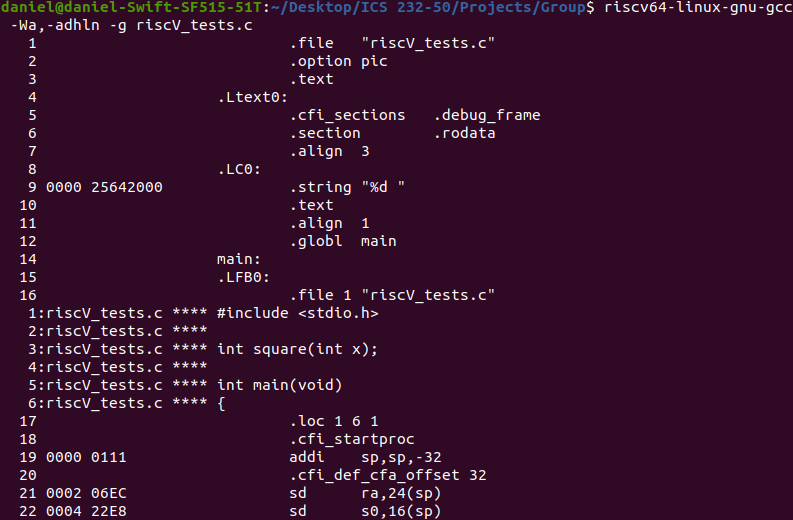 daniel@daniel-Swift-SF515-51T:~/Desktop/ICS 232-50/Projects/Group$ riscv64-linux-gnu-gcc
-Wa,-adhln -g riscV_tests.c
1 .file "riscV_tests.c"
2 .option pic
3 .text
4 .Ltext0:
5 .cfi_sections .debug_frame
6 .section .rodata
7 .align 3
8 .LC0:
9 0000 25642000 .string "%d "
10 .text
11 .align 1
12 .globl main
14 main:
15 .LFB0:
16 .file 1 "riscV_tests.c"
1:riscV_tests.c **** #include <stdio.h>
2:riscV_tests.c ****
3:riscV_tests.c **** int square(int x);
4:riscV_tests.c ****
5:riscV_tests.c **** int main(void)
6:riscV_tests.c **** {
17 .loc 1 6 1
18 .cfi_startproc
19 0000 0111 addi sp,sp,-32
20 .cfi_def_cfa_offset 32
21 0002 06EC sd ra,24(sp)
22 0004 22E8 sd s0,16(sp)